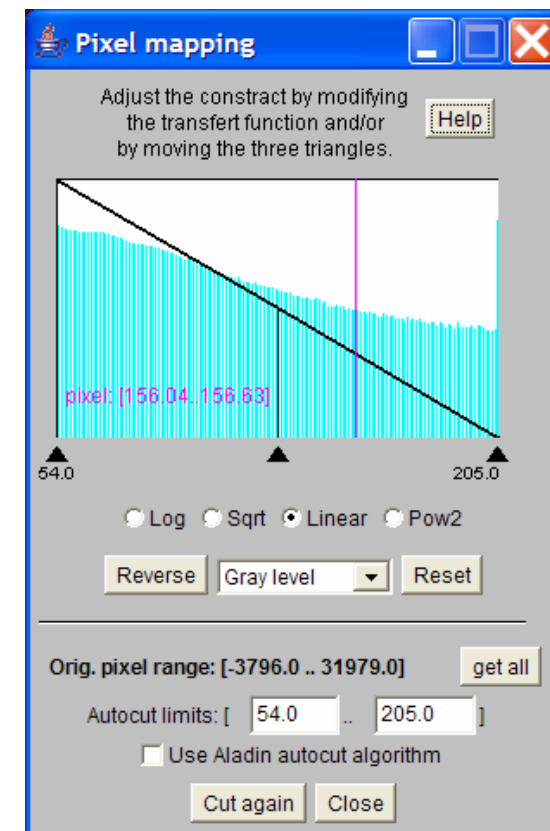 Pixel mapping
Adjust the constract by modifying
the transfert function and/or
by moving the three triangles.
Help
pixel: [156.04..156.63]
54.0
205.0
Log Sqrt Linear Pow2
Reverse Gray level Reset
Orig. pixel range: [-3796.0 .. 31979.0] get all
Autocut limits: [ 54.0 .. 205.0 ]
Use Aladin autocut algorithm
Cut again Close